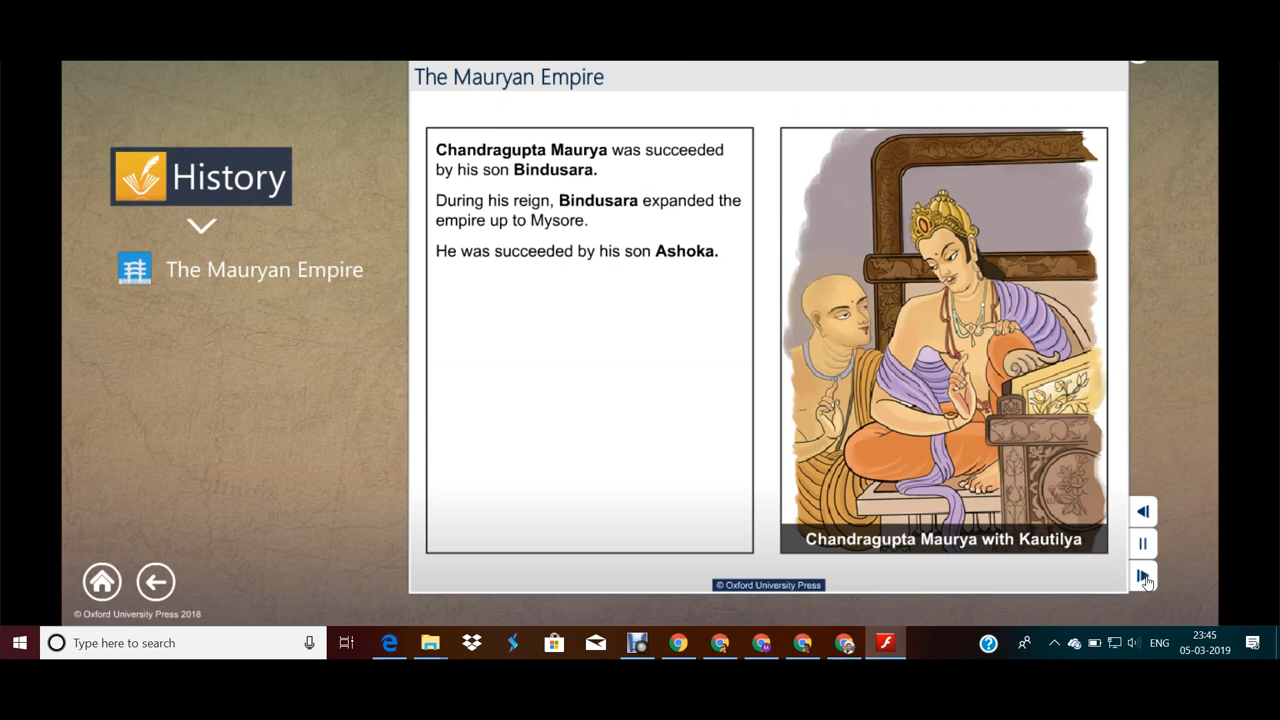 The Mauryan Empire
History
The Mauryan Empire
Chandragupta Maurya was succeeded
by his son Bindusara.
During his reign, Bindusara expanded the
empire up to Mysore.
He was succeeded by his son Ashoka.
Chandragupta Maurya with Kautilya
© Oxford University Press
© Oxford University Press 2018
Type here to search
ENG
23:45
05-03-2019